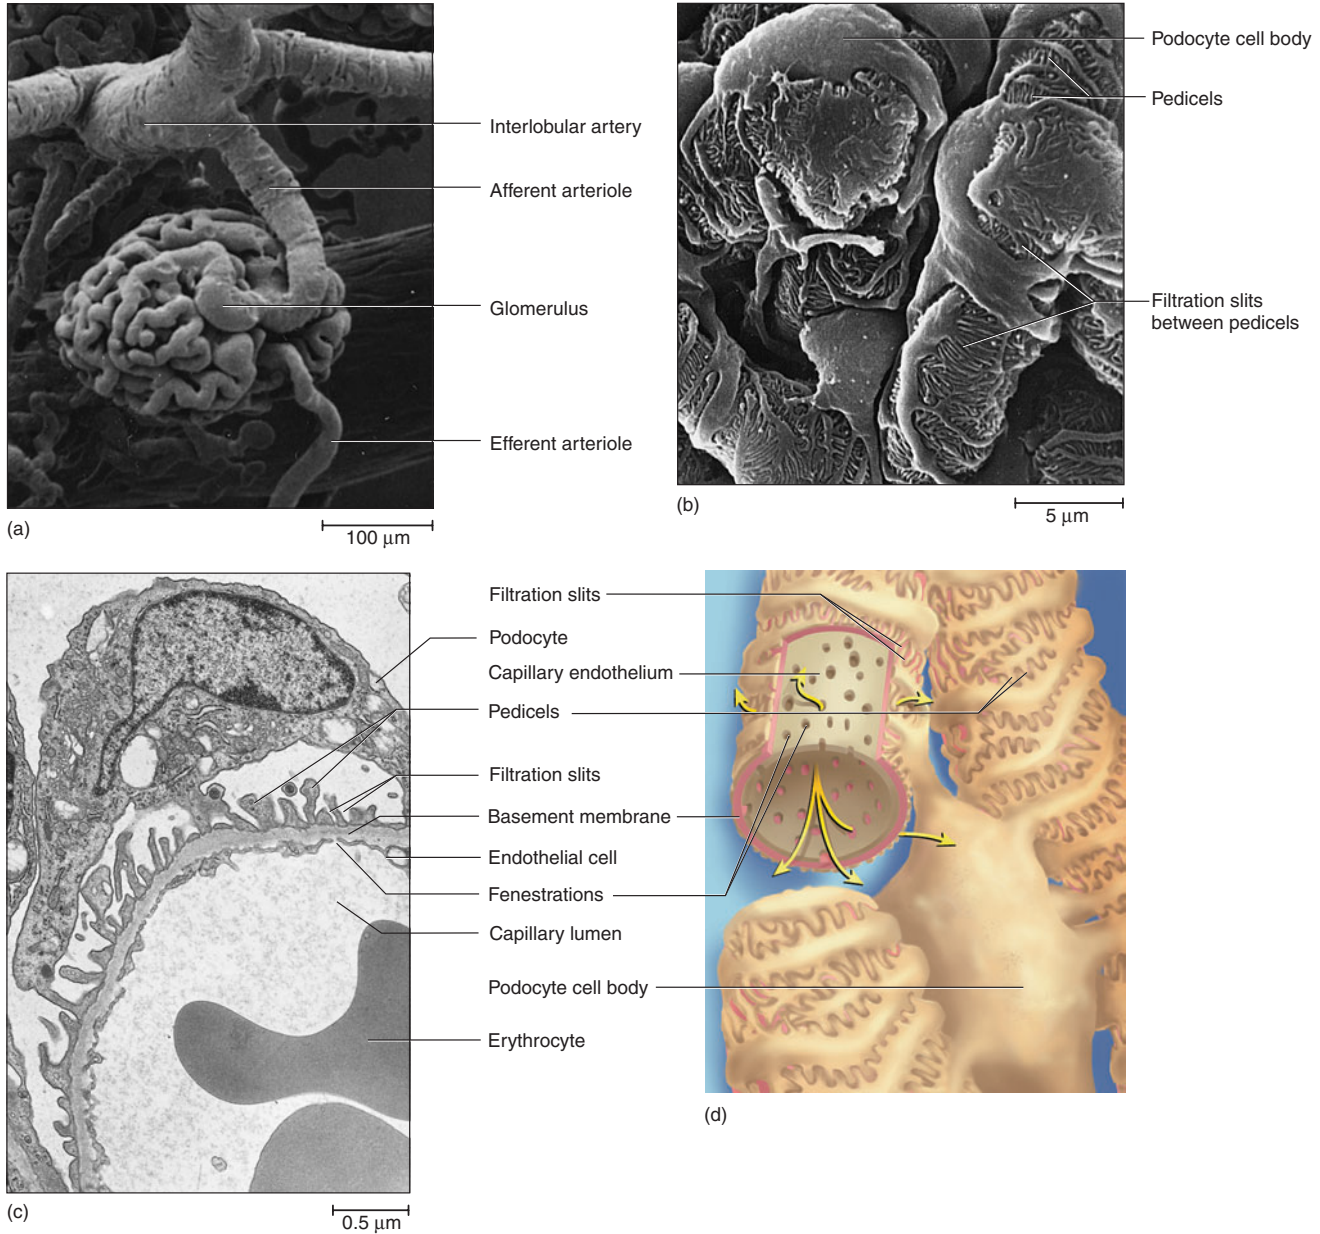 Interlobular artery
Afferent arteriole
Glomerulus
Efferent arteriole
(a)
100 μm
Podocyte cell body
Pedicels
Filtration slits
between pedicels
(b)
5 μm
Filtration slits
Podocyte
Capillary endothelium
Pedicels
Filtration slits
Basement membrane
Endothelial cell
Fenestrations
Capillary lumen
Podocyte cell body
Erythrocyte
(c)
0.5 μm
(d)